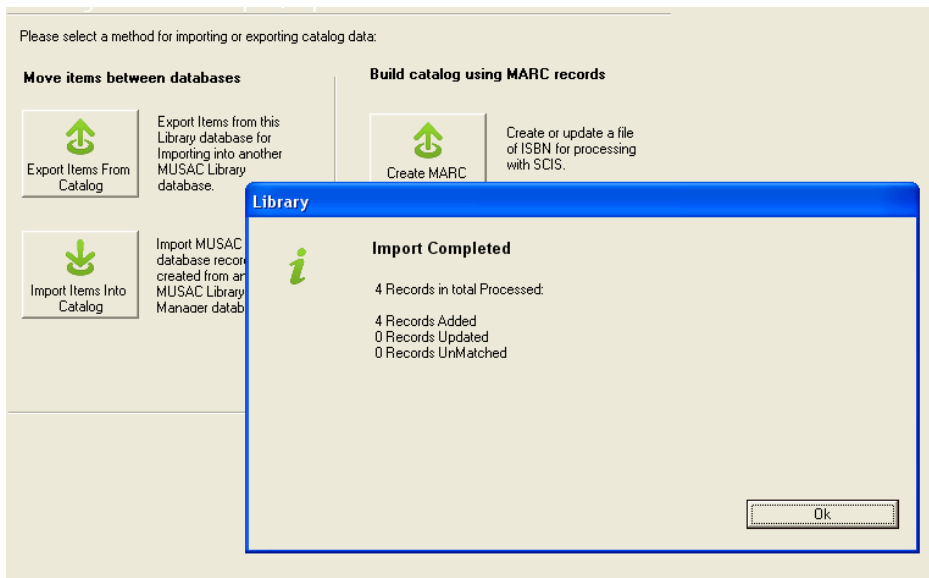 Please select a method for importing or exporting catalog data:
Move items between databases
Export Items From
Catalog
Export Items from this
Library database for
Importing into another
MUSAC Library
database.
Import Items Into
Catalog
Import MUSAC
database
created from
MUSAC Library
Manager
Build catalog using MARC records
Create MARC
Create or update a file
of ISBN for processing
with SCIS.
Library
Import Completed
4 Records in total Processed:
4 Records Added
0 Records Updated
0 Records UnMatched
Ok